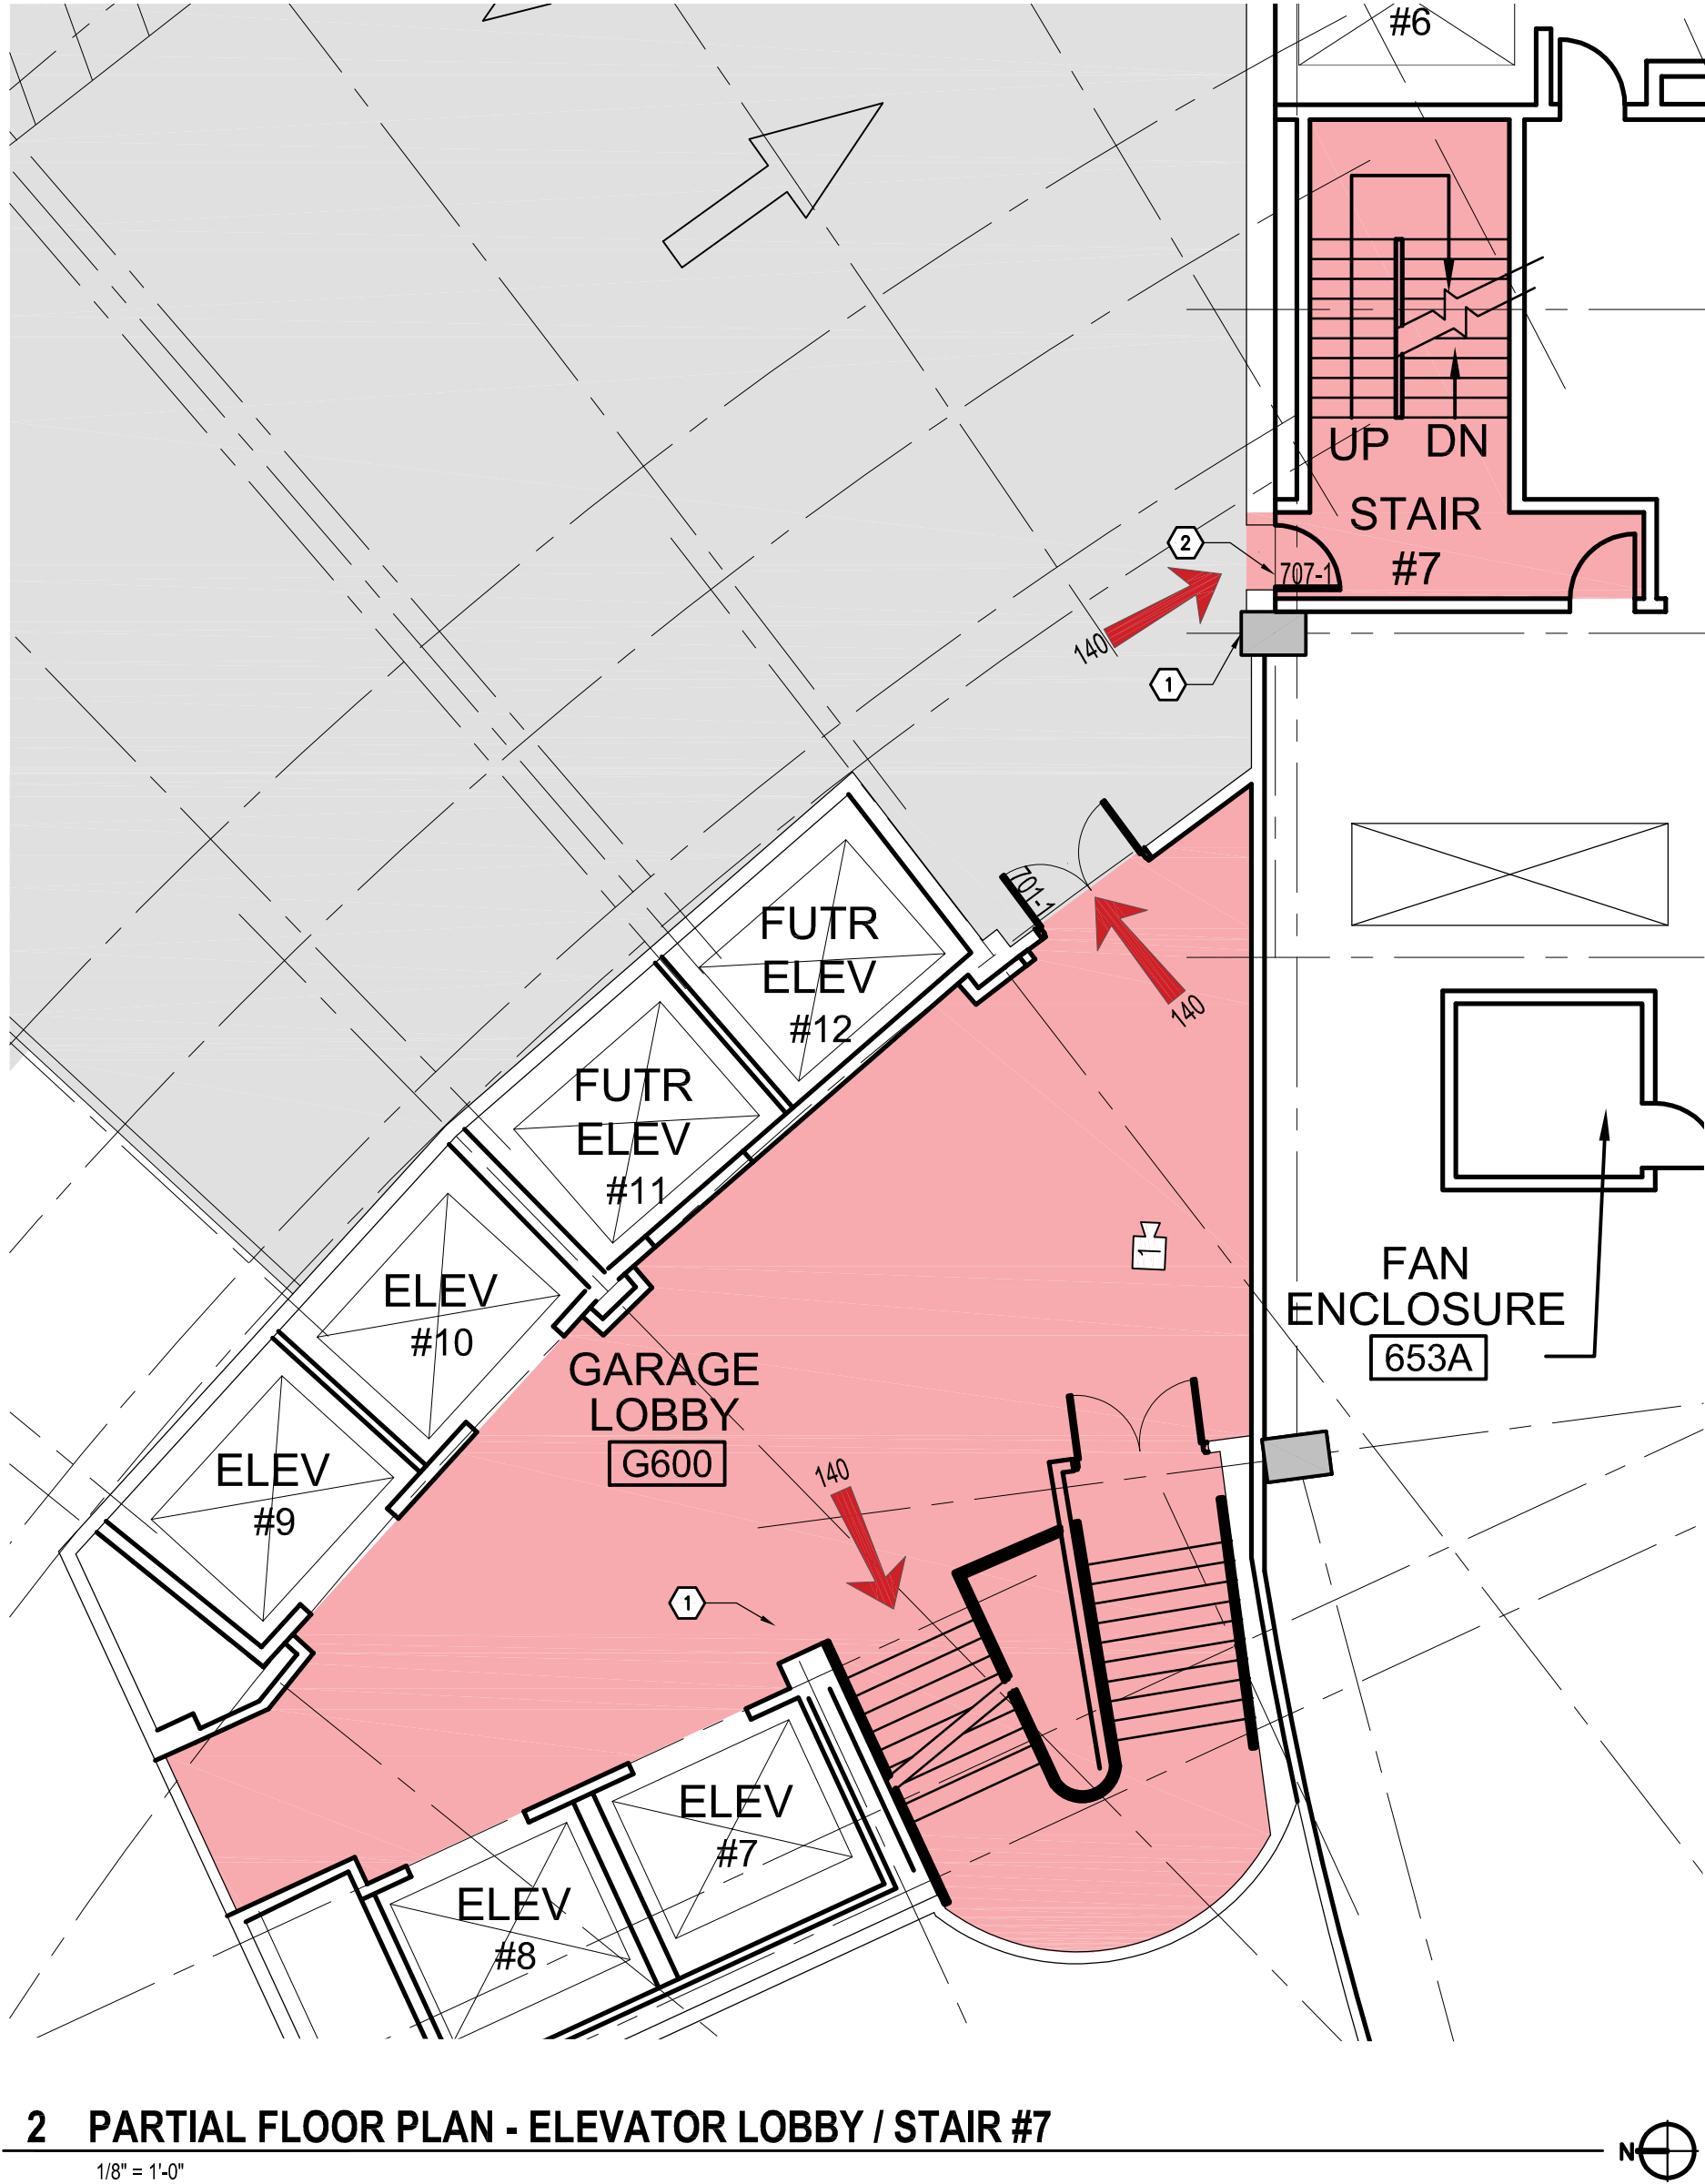 #6
UP DN
STAIR
#7
2
707-1
140
1
FUTR
ELEV
#12
701-1
140
FUTR
ELEV
#11
1
FAN
ENCLOSURE
653A
ELEV
#10
GARAGE
LOBBY
G600
ELEV
#9
140
1
ELEV
#7
ELEV
#8
2 PARTIAL FLOOR PLAN - ELEVATOR LOBBY / STAIR #7
N
1/8" = 1'-0"